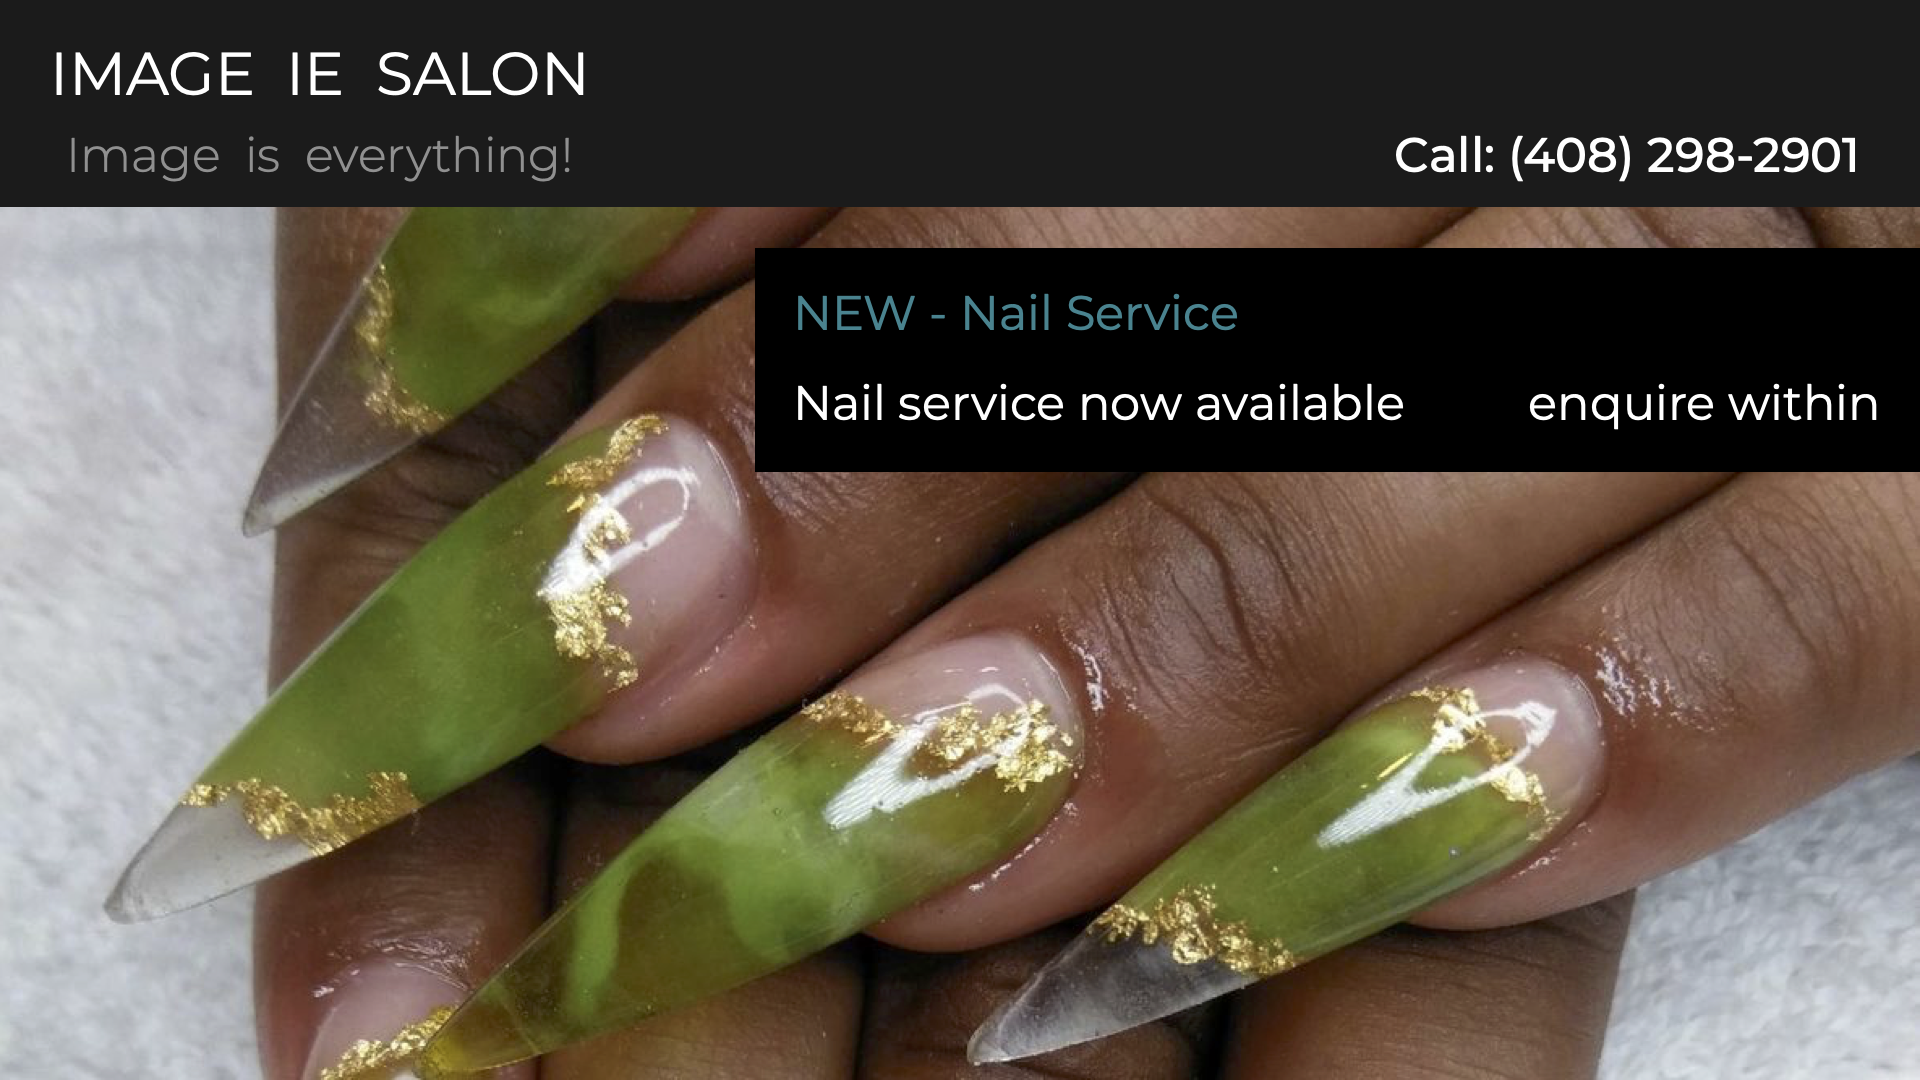 IMAGE IE SALON
Image is everything!
Call: (408) 298-2901
NEW - Nail Service
Nail service now available enquire within